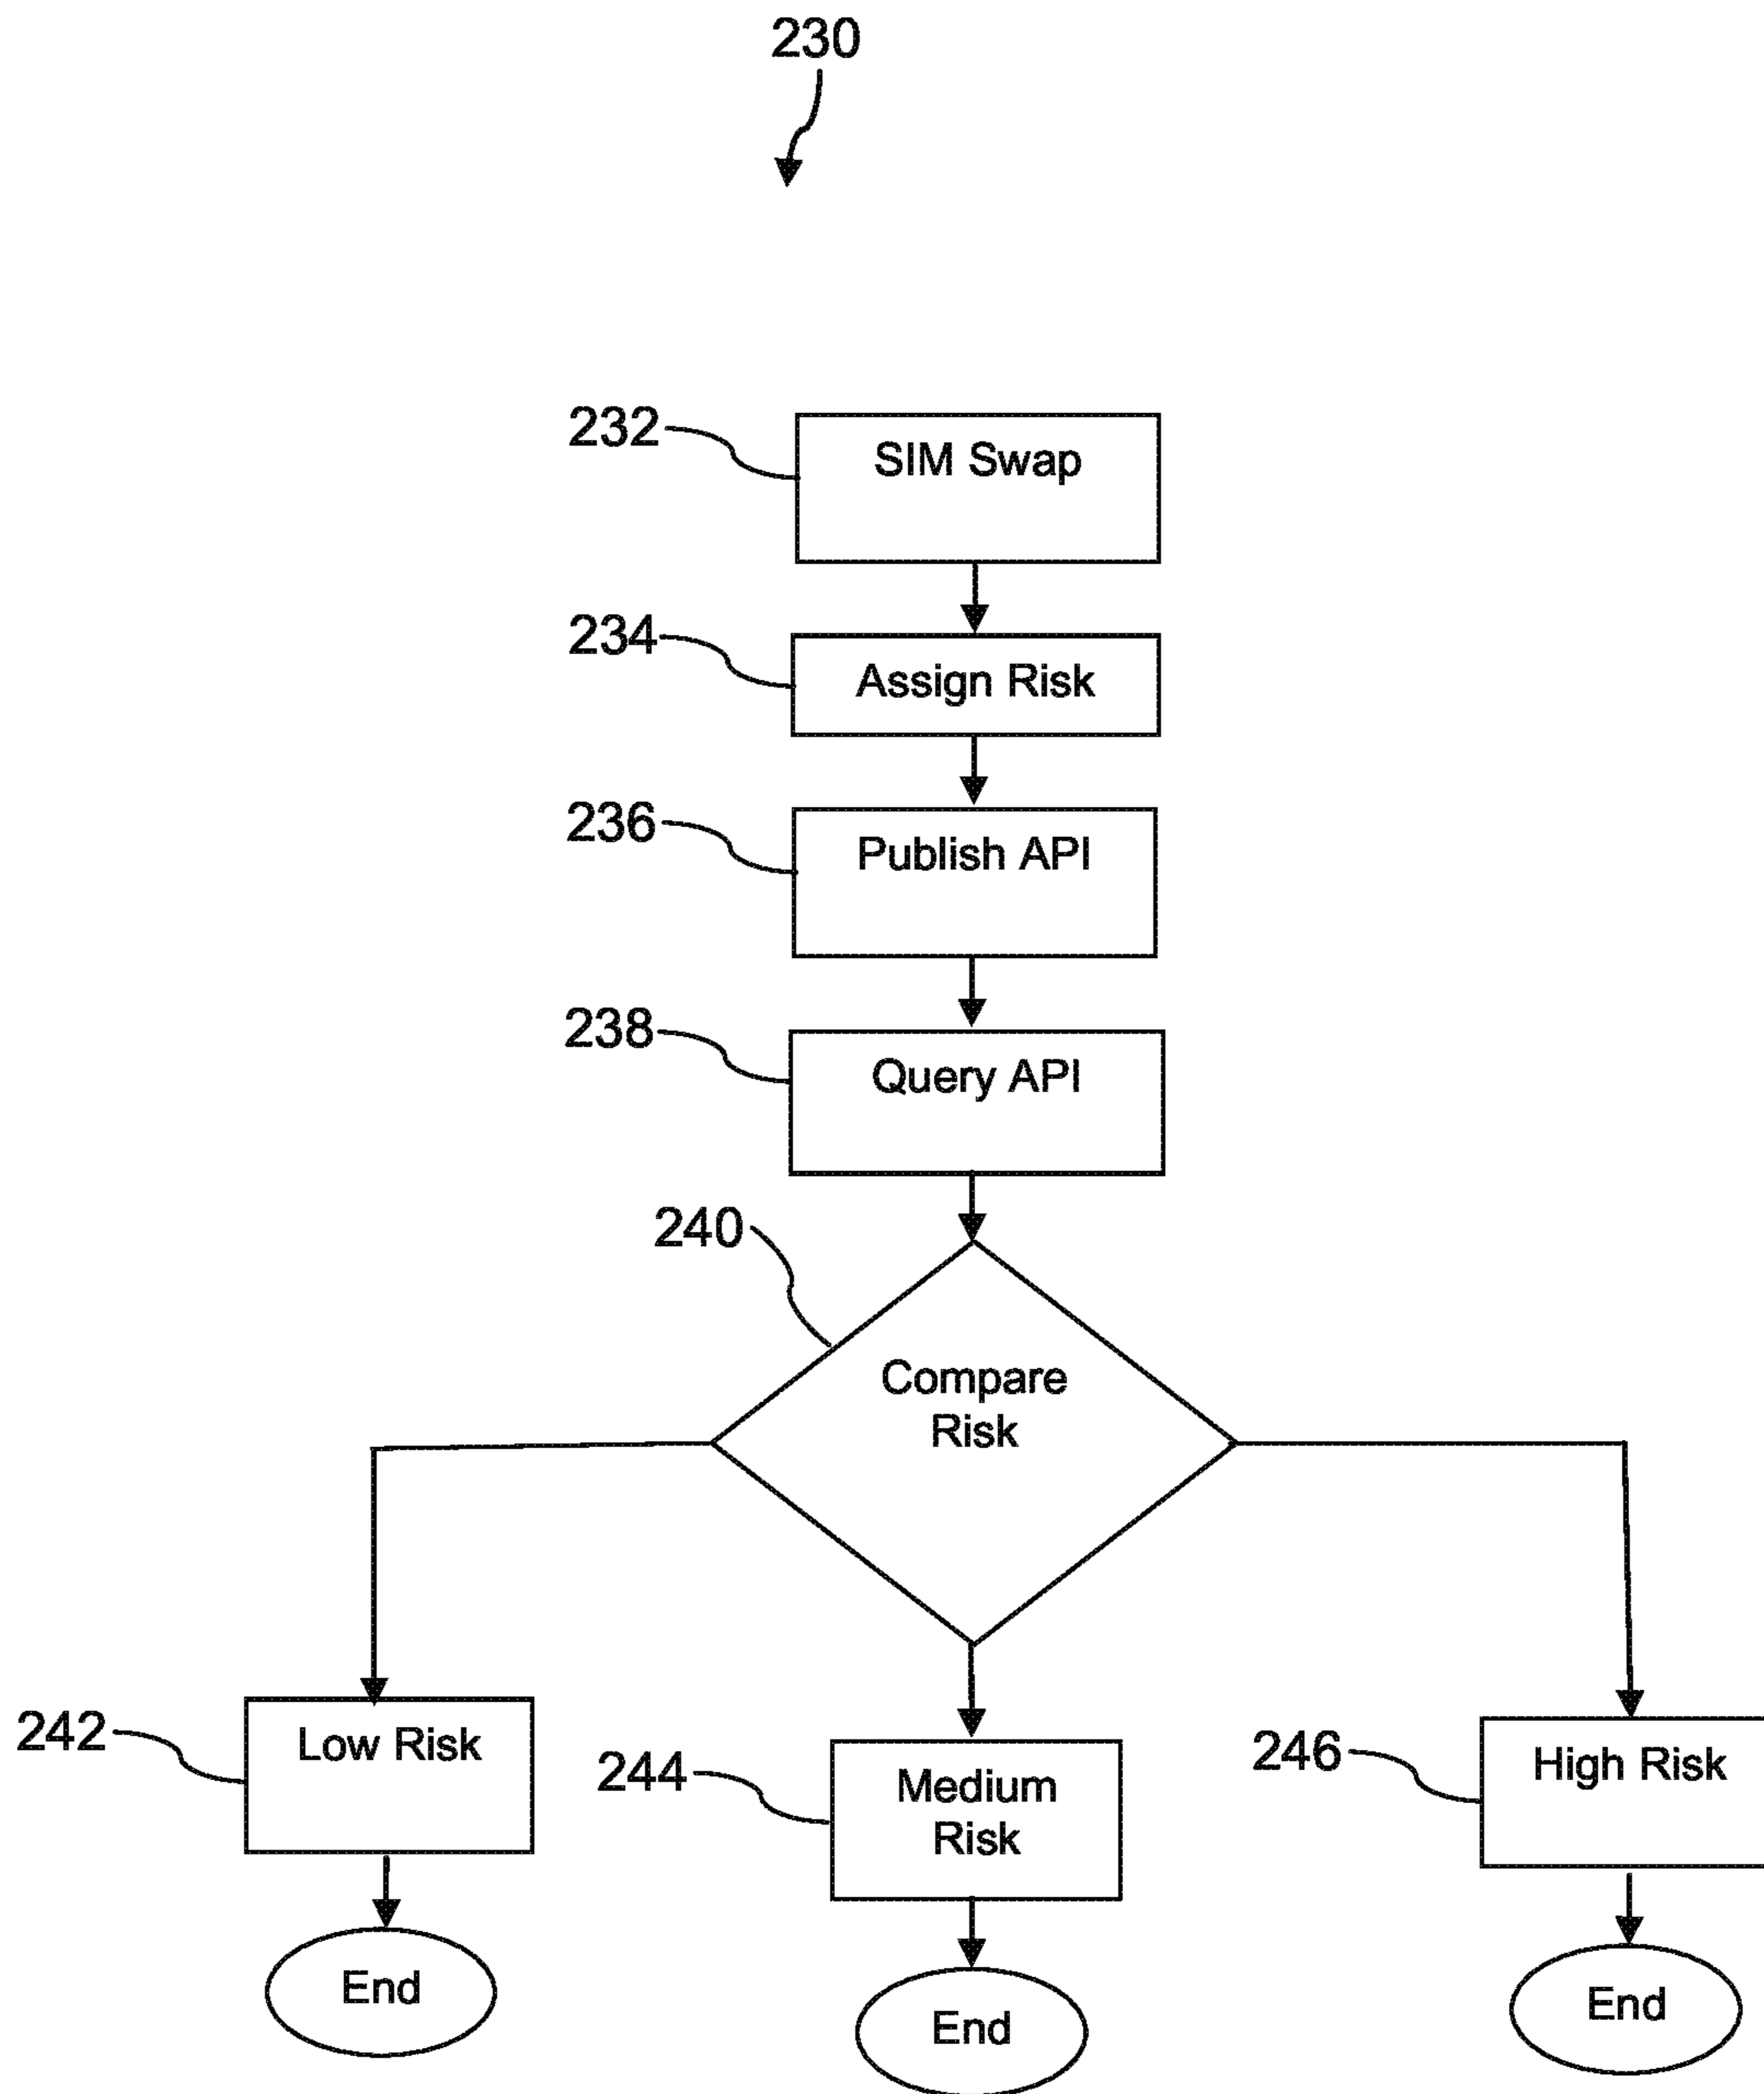 230
232
SIM Swap
234
Assign Risk
236
Publish API
238
Query API
240
Compare
Risk
242
Low Risk
244
Medium
Risk
246
High Risk
End
End
End